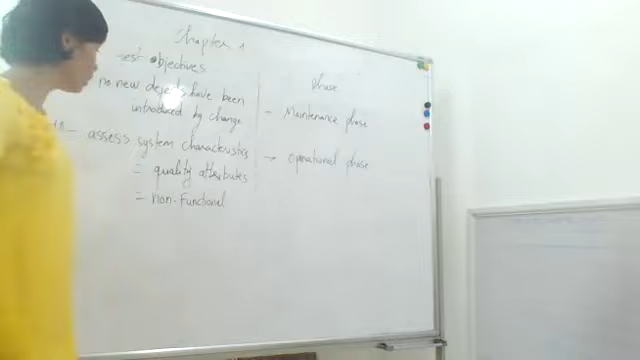 Chapter 1
Test objectives
Phase
no new defects have been
introduced by change
- Maintenance phase
- assess system characteristics
→ operational phase
= quality attributes
= non-Functional